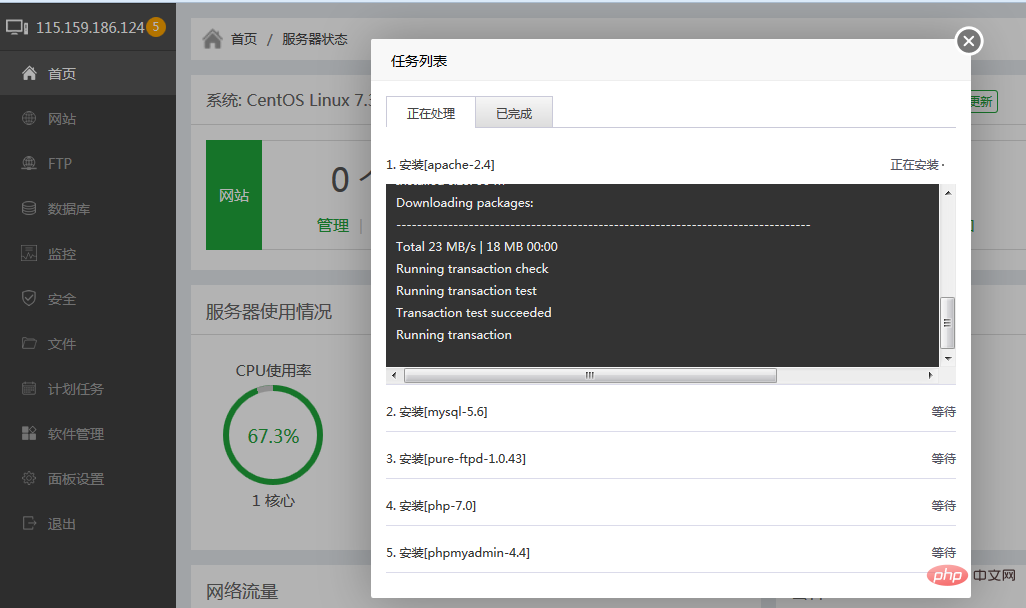 115.159.186.124 5
首页
网站
FTP
数据库
监控
安全
文件
计划任务
软件管理
面板设置
退出
首页 / 服务器状态
系统: CentOS Linux 7.3
更新
网站
0 个
管理
服务器使用情况
CPU使用率
67.3%
1 核心
网络流量
任务列表
正在处理
已完成
1. 安装[apache-2.4] 正在安装·
Downloading packages:
--------------------------------------------------------------------------------
Total 23 MB/s | 18 MB 00:00
Running transaction check
Running transaction test
Transaction test succeeded
Running transaction
2. 安装[mysql-5.6] 等待
3. 安装[pure-ftpd-1.0.43] 等待
4. 安装[php-7.0] 等待
5. 安装[phpmyadmin-4.4] 等待
php 中文网